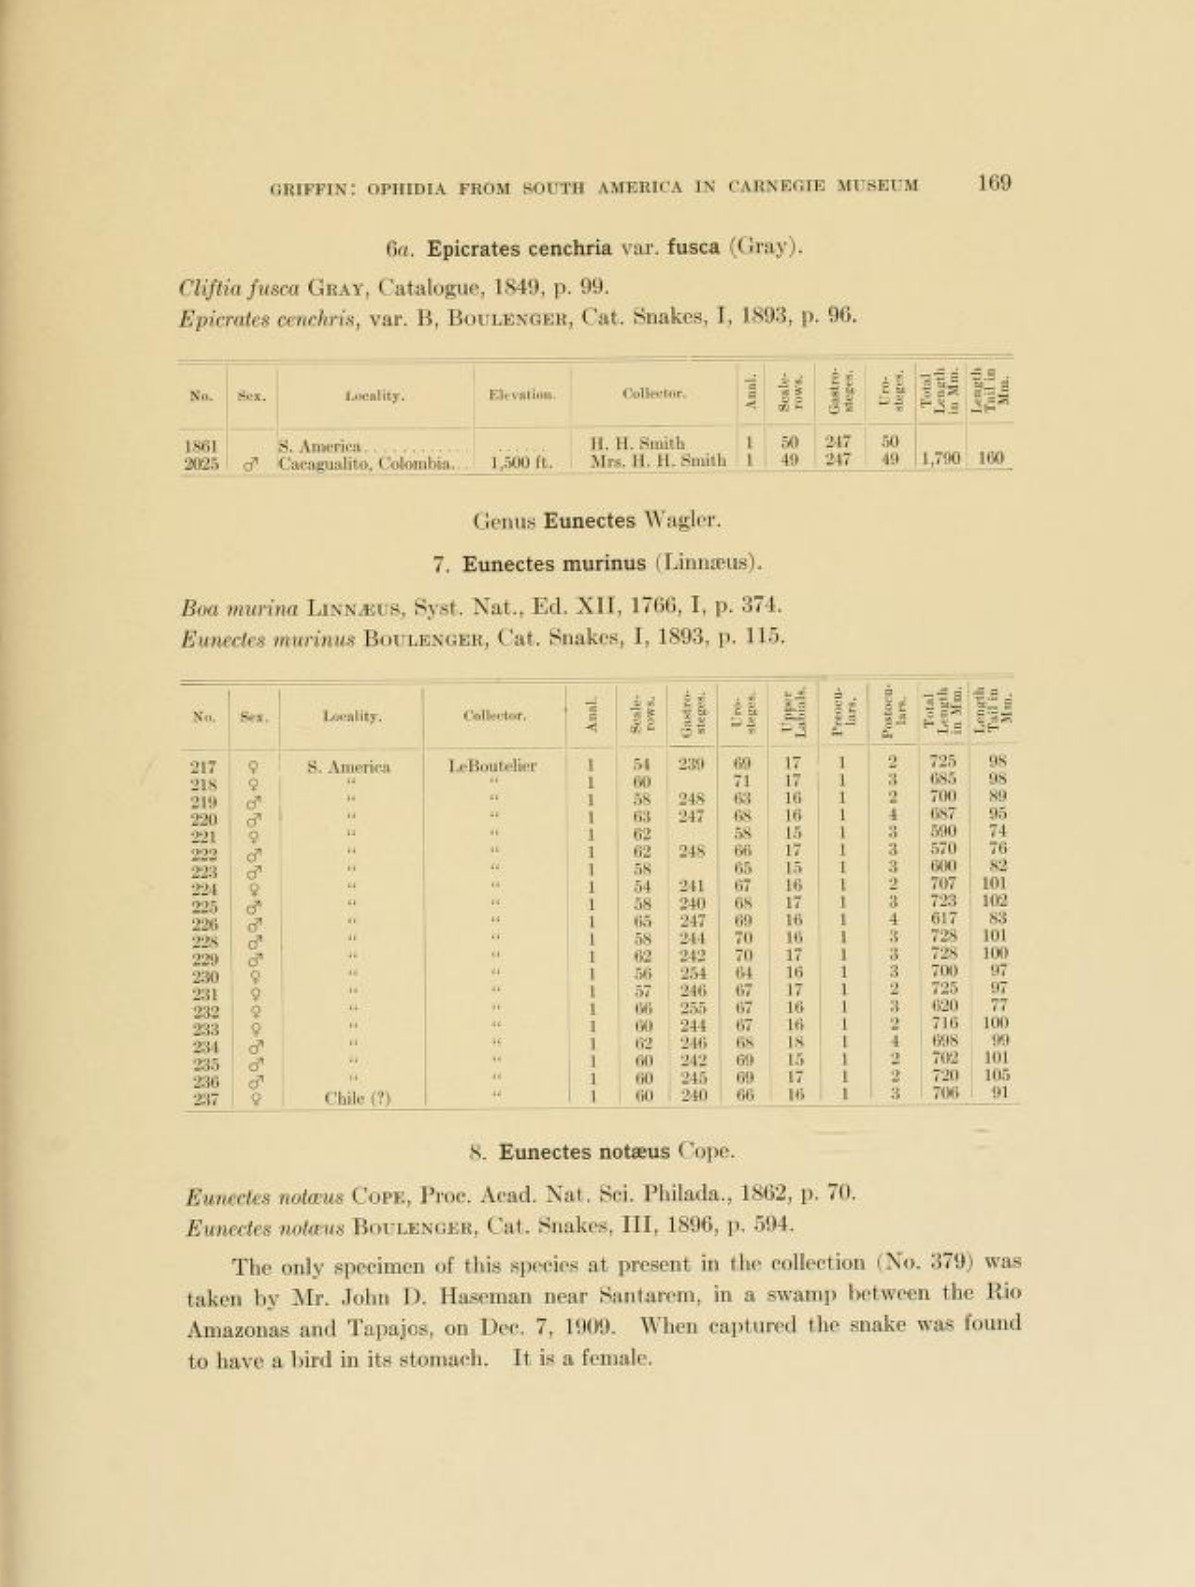 GRIFFIN: OPHIDIA FROM SOUTH AMERICA IN CARNEGIE MUSEUM 169
6a. Epicrates cenchria var. fusca (Gray).
Cliftia fusca GRAY, Catalogue, 1849, p. 99.
Epicrates cenchris, var. B, BOULENGER, Cat. Snakes, I, 1893, p. 96.
No. Sex. Locality. Elevation. Collector. Anal. Scale-rows. Gastro-steges. Uro-steges. Total Length in Mm. Length Tail in Mm.
1861 S. America.......... .... H. H. Smith 1 50 247 50
2025 ♂ Cacagualito, Colombia.. 1,500 ft. Mrs. H. H. Smith 1 49 247 49 1,790 160
Genus Eunectes Wagler.
7. Eunectes murinus (Linnæus).
Boa murina LINNÆUS, Syst. Nat., Ed. XII, 1766, I, p. 374.
Eunectes murinus BOULENGER, Cat. Snakes, I, 1893, p. 115.
No. Sex. Locality. Collector. Anal. Scale-rows. Gastro-steges. Uro-steges. Upper Labials. Preocu-lars. Postocu-lars. Total Length in Mm. Length Tail in Mm.
217 ♀ S. America LeBoutelier 1 54 239 69 17 1 2 725 98
218 ♀ “ “ 1 60 71 17 1 3 685 98
219 ♂ “ “ 1 58 248 63 16 1 2 700 89
220 ♂ “ “ 1 63 247 68 16 1 4 687 95
221 ♀ “ “ 1 62 58 15 1 3 590 74
222 ♂ “ “ 1 62 248 66 17 1 3 570 76
223 ♂ “ “ 1 58 65 15 1 3 600 82
224 ♀ “ “ 1 54 241 67 16 1 2 707 101
225 ♂ “ “ 1 58 240 68 17 1 3 723 102
226 ♂ “ “ 1 65 247 69 16 1 4 617 83
228 ♂ “ “ 1 58 244 70 16 1 3 728 101
229 ♂ “ “ 1 62 242 70 17 1 3 728 100
230 ♀ “ “ 1 56 254 64 16 1 3 700 97
231 ♀ “ “ 1 57 246 67 17 1 2 725 97
232 ♀ “ “ 1 66 255 67 16 1 3 620 77
233 ♀ “ “ 1 60 244 67 16 1 2 716 100
234 ♂ “ “ 1 62 246 68 18 1 4 698 99
235 ♂ “ “ 1 60 242 69 15 1 2 702 101
236 ♂ “ “ 1 60 245 69 17 1 2 720 105
237 ♀ Chile (?) “ 1 60 240 66 16 1 3 706 91
8. Eunectes notæus Cope.
Eunectes notæus COPE, Proc. Acad. Nat. Sci. Philada., 1862, p. 70.
Eunectes notæus BOULENGER, Cat. Snakes, III, 1896, p. 594.
The only specimen of this species at present in the collection (No. 379) was
taken by Mr. John D. Haseman near Santarem, in a swamp between the Rio
Amazonas and Tapajos, on Dec. 7, 1909. When captured the snake was found
to have a bird in its stomach. It is a female.